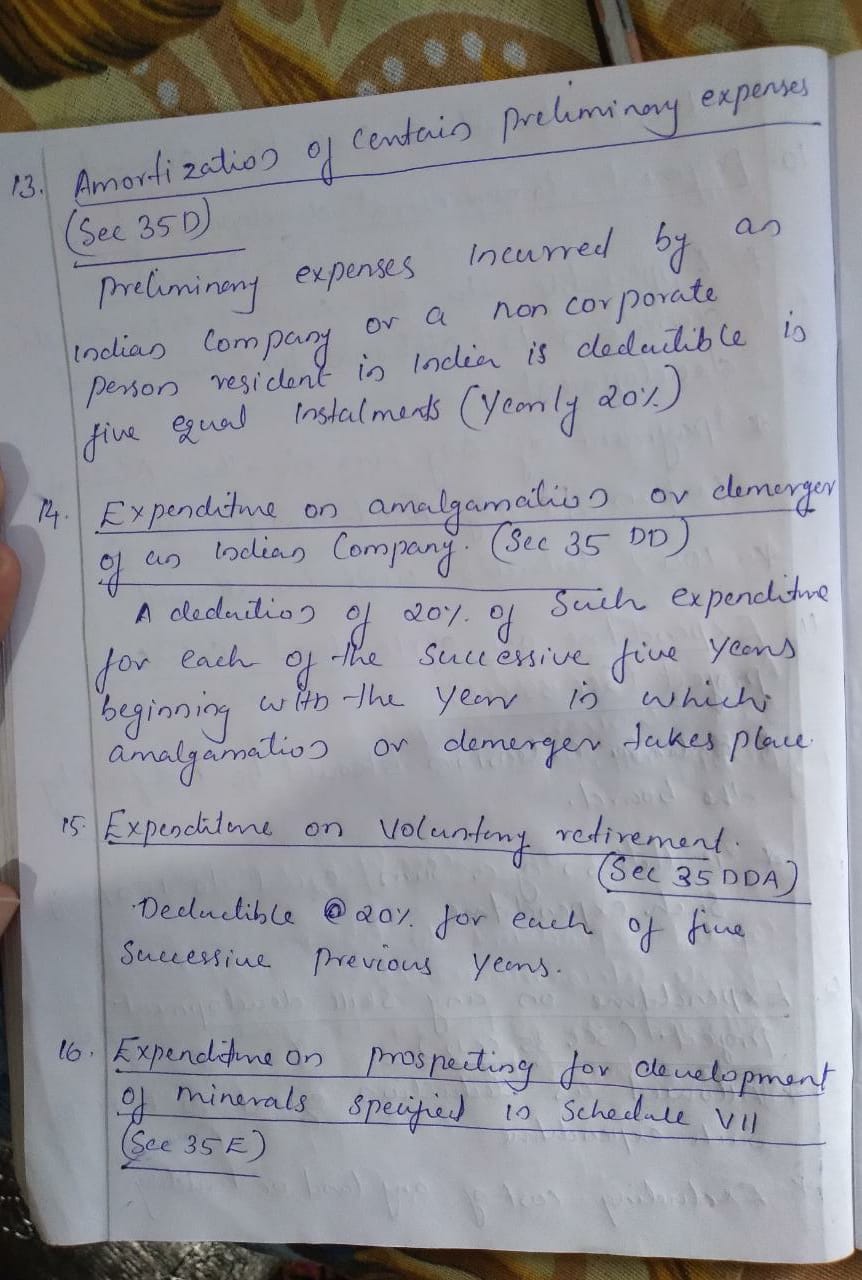 13. Amortization of Certain preliminary expenses
(Sec 35D)
preliminary expenses incurred by an
indian Company or a non corporate
person resident in India is deductible in
five equal instalments (Yearly 20%)
14. Expenditure on amalgamation or demerger
of an Indian Company. (Sec 35 DD)
A deduction of 20% of Such expenditure
for each of the Successive five years
beginning with the year in which
amalgamation or demerger takes place.
15. Expenditure on Voluntary retirement.
(Sec 35 DDA)
Deductible @ 20% for each of five
Successive previous years.
16. Expenditure on prospecting for development
of minerals specified in Schedule VII
(Sec 35 E)